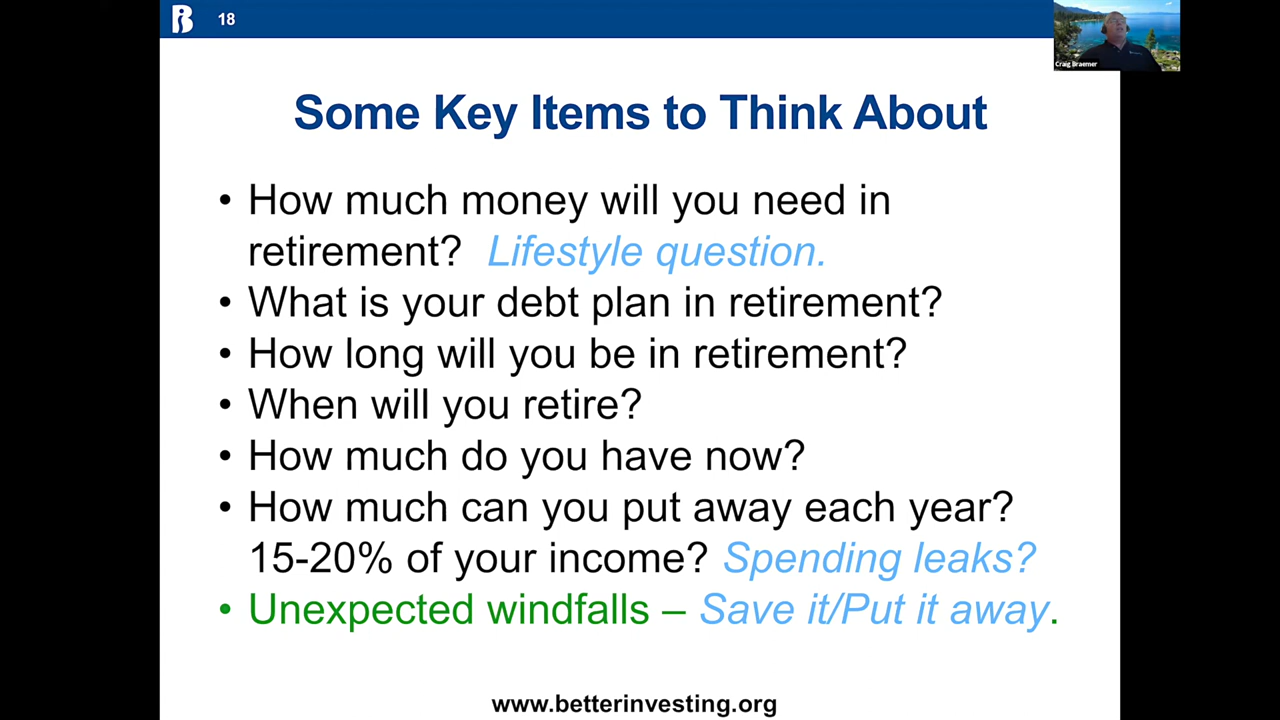 18
Craig Braemer
Some Key Items to Think About
• How much money will you need in
retirement? Lifestyle question.
• What is your debt plan in retirement?
• How long will you be in retirement?
• When will you retire?
• How much do you have now?
• How much can you put away each year?
15-20% of your income? Spending leaks?
• Unexpected windfalls – Save it/Put it away.
www.betterinvesting.org